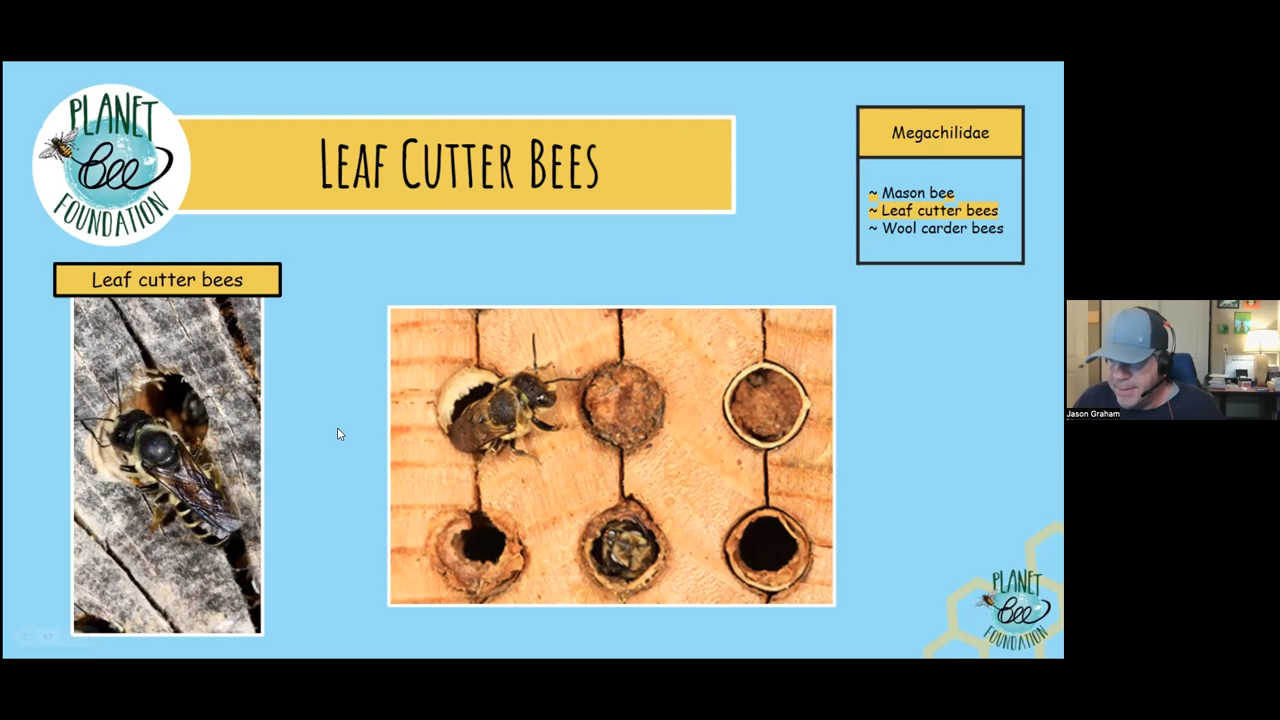 PLANET
Bee
FOUNDATION
LEAF CUTTER BEES
Megachilidae
~ Mason bee
~ Leaf cutter bees
~ Wool carder bees
Leaf cutter bees
Jason Graham
67
PLANET
Bee
FOUNDATION